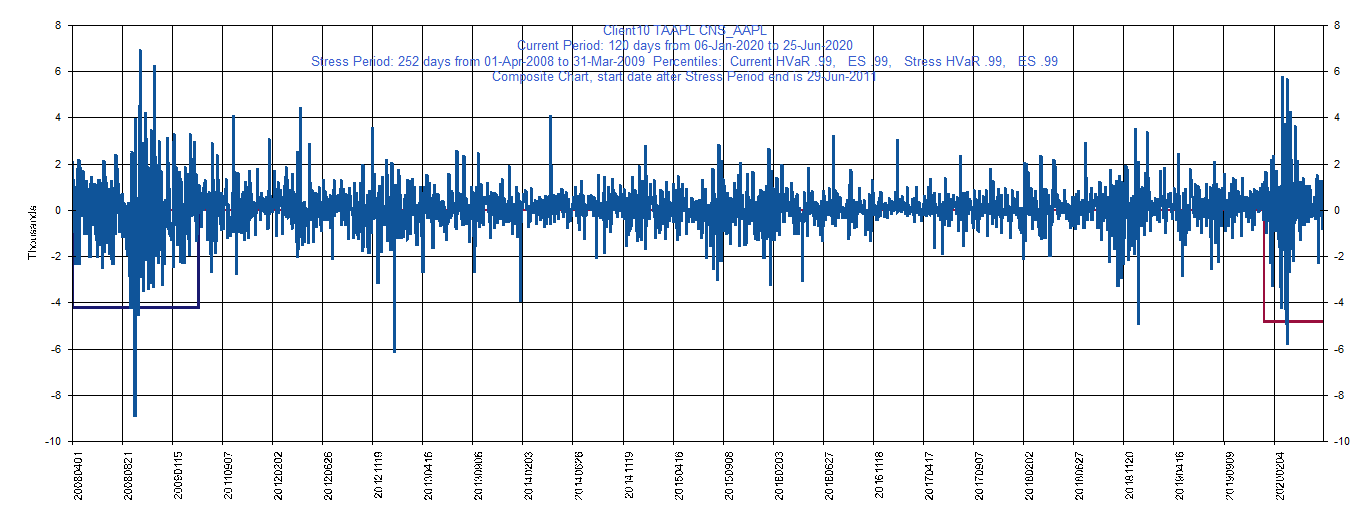 Client10 TAAPL CNS_AAPL
Current Period: 120 days from 06-Jan-2020 to 25-Jun-2020
Stress Period: 252 days from 01-Apr-2008 to 31-Mar-2009 Percentiles: Current HVaR .99, ES .99, Stress HVaR .99, ES .99
Composite Chart, start date after Stress Period end is 29-Jun-2011
8 8
6 6
4 4
2 2
0 0
-2 -2
-4 -4
-6 -6
-8 -8
-10 -10
Thousands
20080401 20080821 20090115 20110907 20120202 20120626 20121119 20130416 20130906 20140203 20140626 20141119 20150416 20150908 20160203 20160627 20161118 20170417 20170907 20180202 20180627 20181120 20190416 20190909 20200204